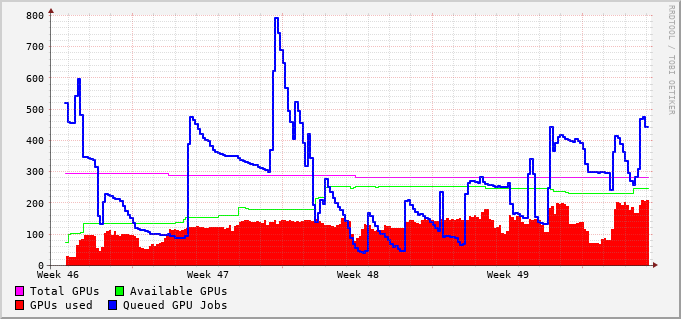 RRDTOOL / TOBI OETIKER
800
700
600
500
400
300
200
100
0
Week 46 Week 47 Week 48 Week 49
Total GPUs Available GPUs
GPUs used Queued GPU Jobs